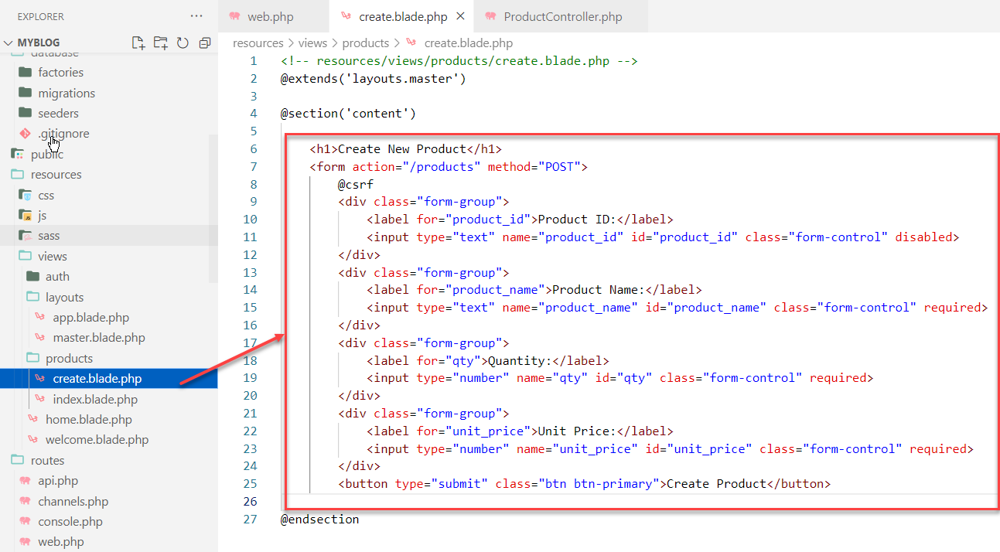 EXPLORER ···
MYBLOG
database
factories
migrations
seeders
.gitignore
public
resources
css
js
sass
views
auth
layouts
app.blade.php
master.blade.php
products
create.blade.php
index.blade.php
home.blade.php
welcome.blade.php
routes
api.php
channels.php
console.php
web.php
web.php create.blade.php × ProductController.php
resources > views > products > create.blade.php
1 <!-- resources/views/products/create.blade.php -->
2 @extends('layouts.master')
3
4 @section('content')
5
6 <h1>Create New Product</h1>
7 <form action="/products" method="POST">
8 @csrf
9 <div class="form-group">
10 <label for="product_id">Product ID:</label>
11 <input type="text" name="product_id" id="product_id" class="form-control" disabled>
12 </div>
13 <div class="form-group">
14 <label for="product_name">Product Name:</label>
15 <input type="text" name="product_name" id="product_name" class="form-control" required>
16 </div>
17 <div class="form-group">
18 <label for="qty">Quantity:</label>
19 <input type="number" name="qty" id="qty" class="form-control" required>
20 </div>
21 <div class="form-group">
22 <label for="unit_price">Unit Price:</label>
23 <input type="number" name="unit_price" id="unit_price" class="form-control" required>
24 </div>
25 <button type="submit" class="btn btn-primary">Create Product</button>
26
27 @endsection